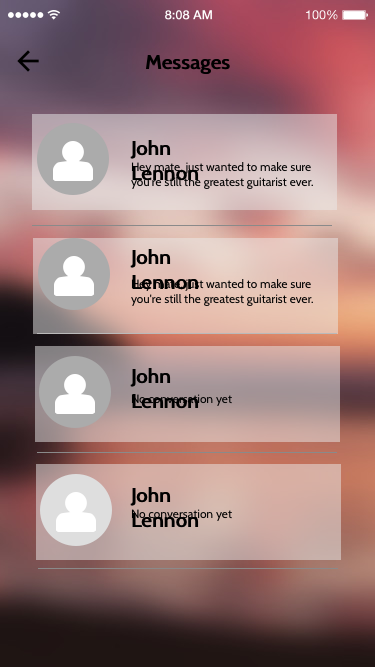 8:08 AM 100%
Messages
John
Lennon
Hey mate, just wanted to make sure
you're still the greatest guitarist ever.
John
Lennon
Hey mate, just wanted to make sure
you're still the greatest guitarist ever.
John
Lennon
No conversation yet
John
Lennon
No conversation yet